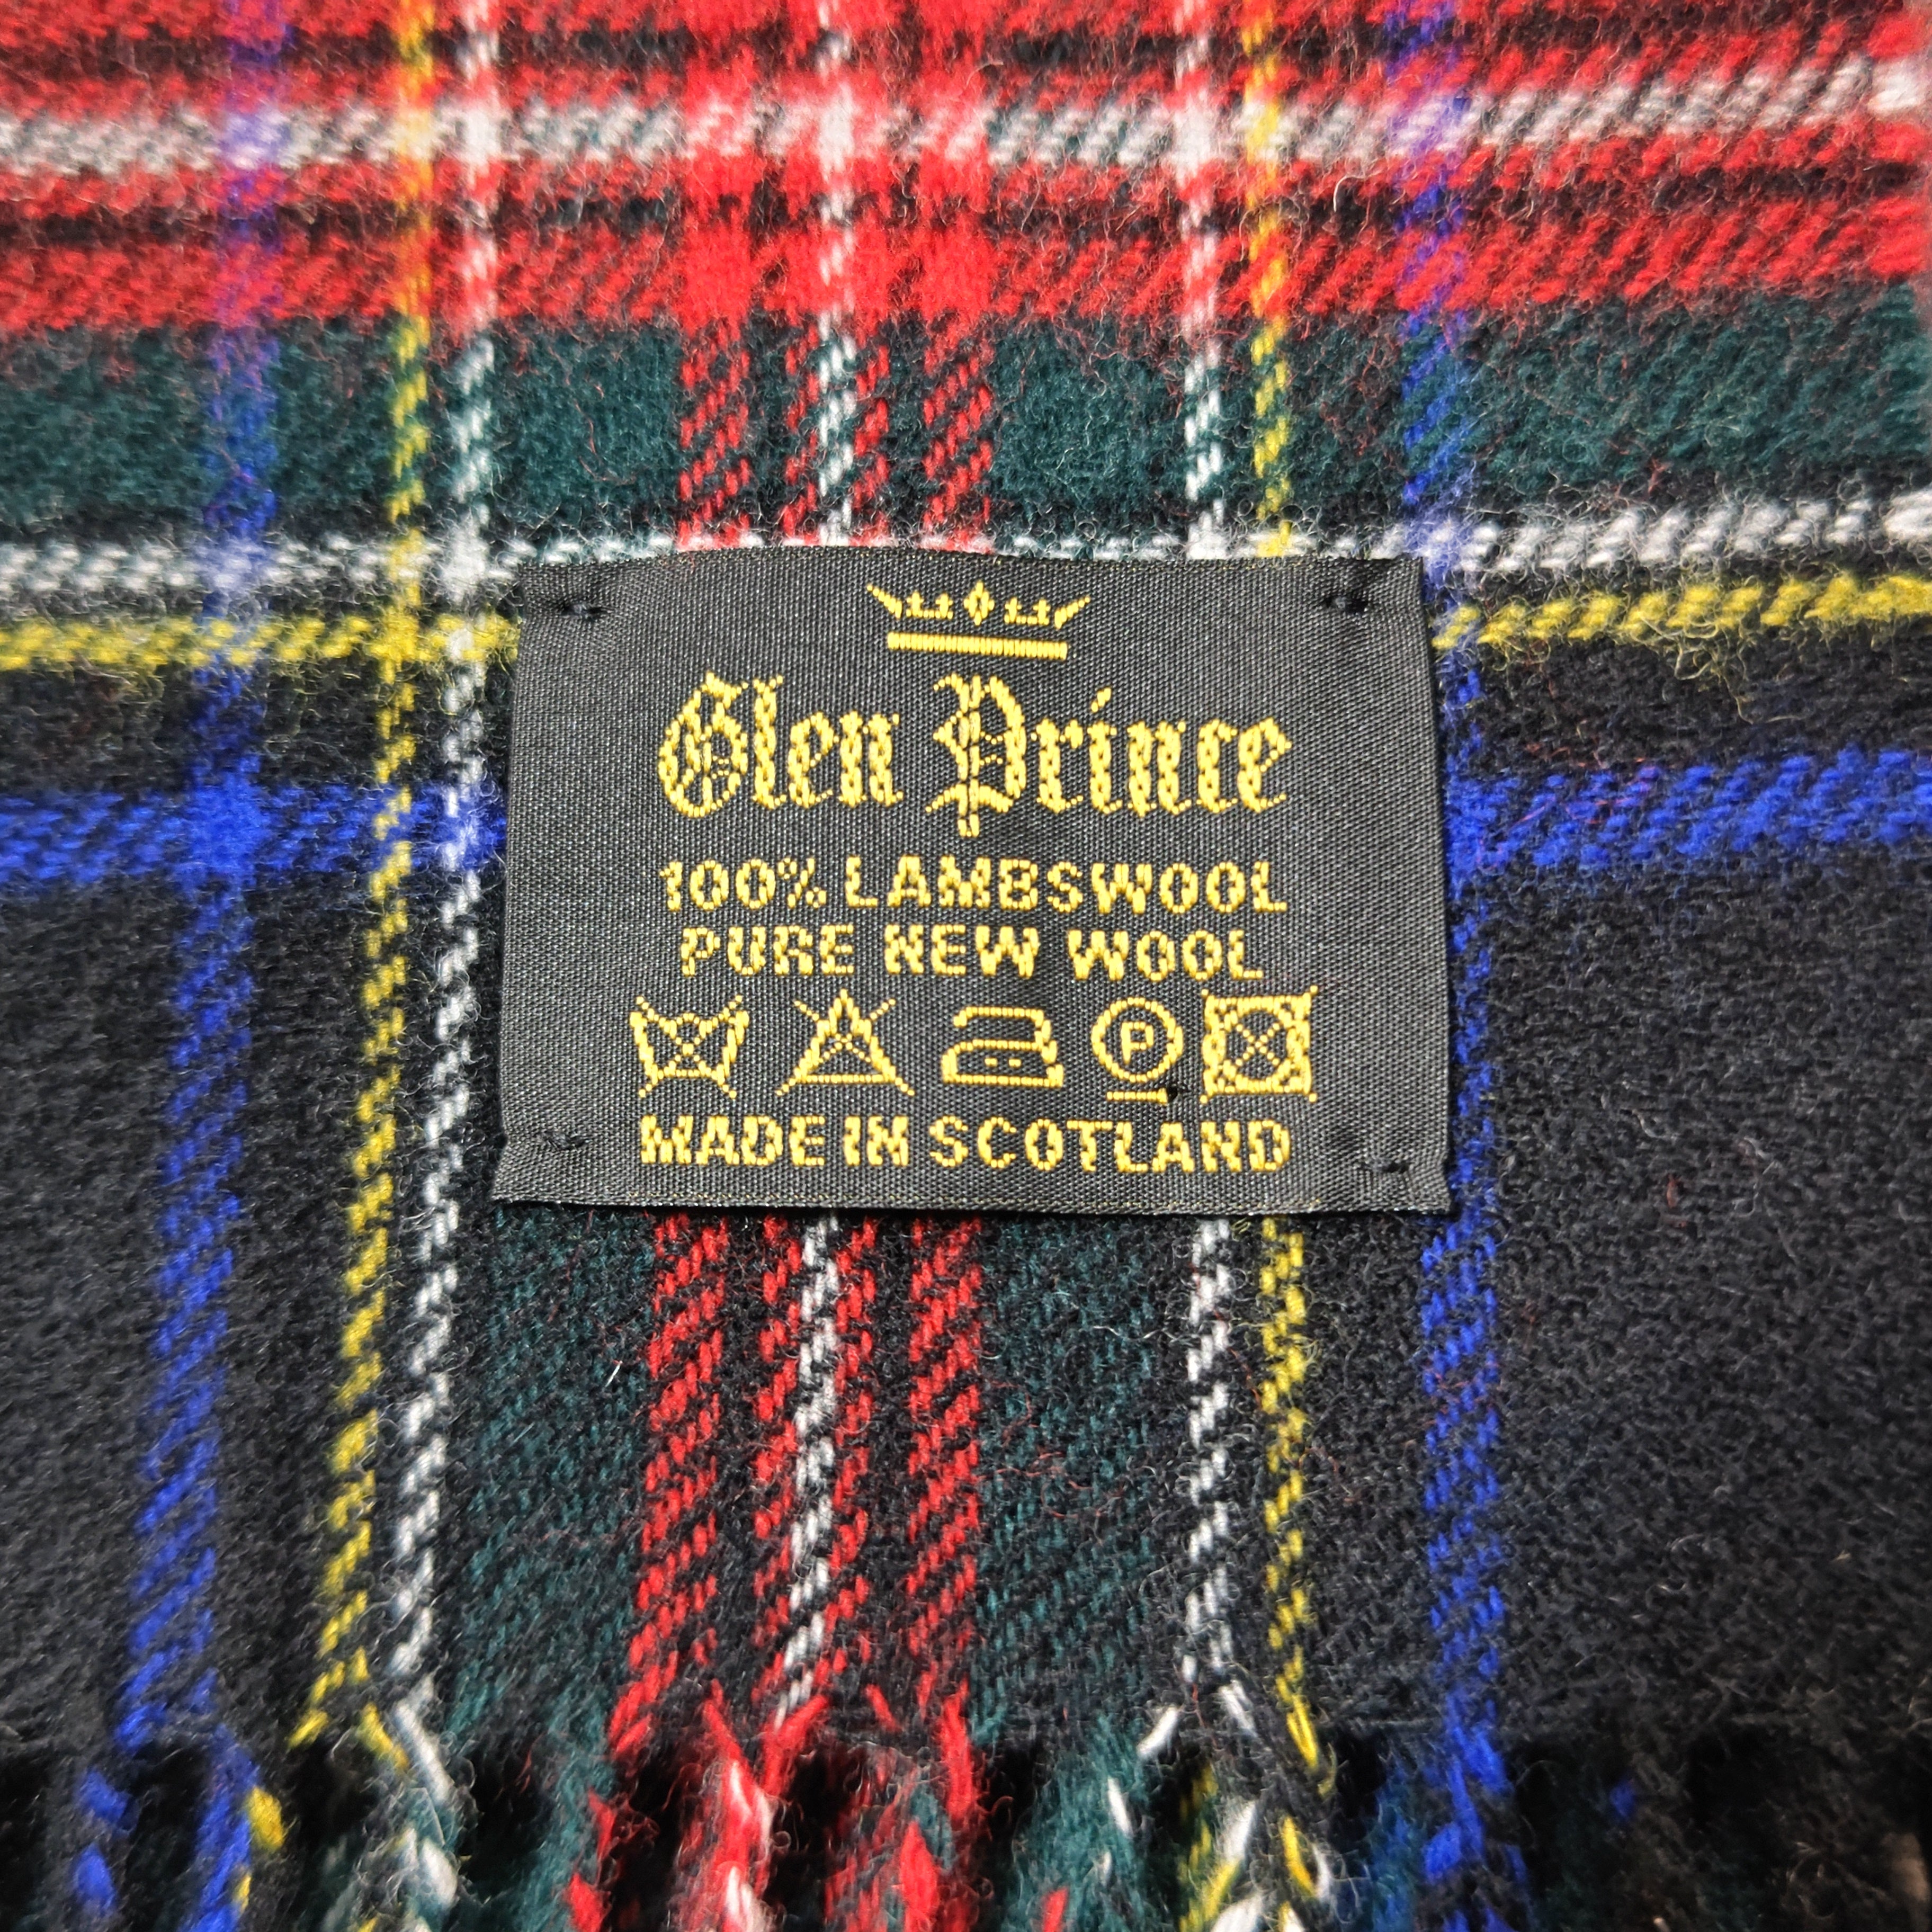 Glen Prince
100% LAMBSWOOL
PURE NEW WOOL
P
MADE IN SCOTLAND